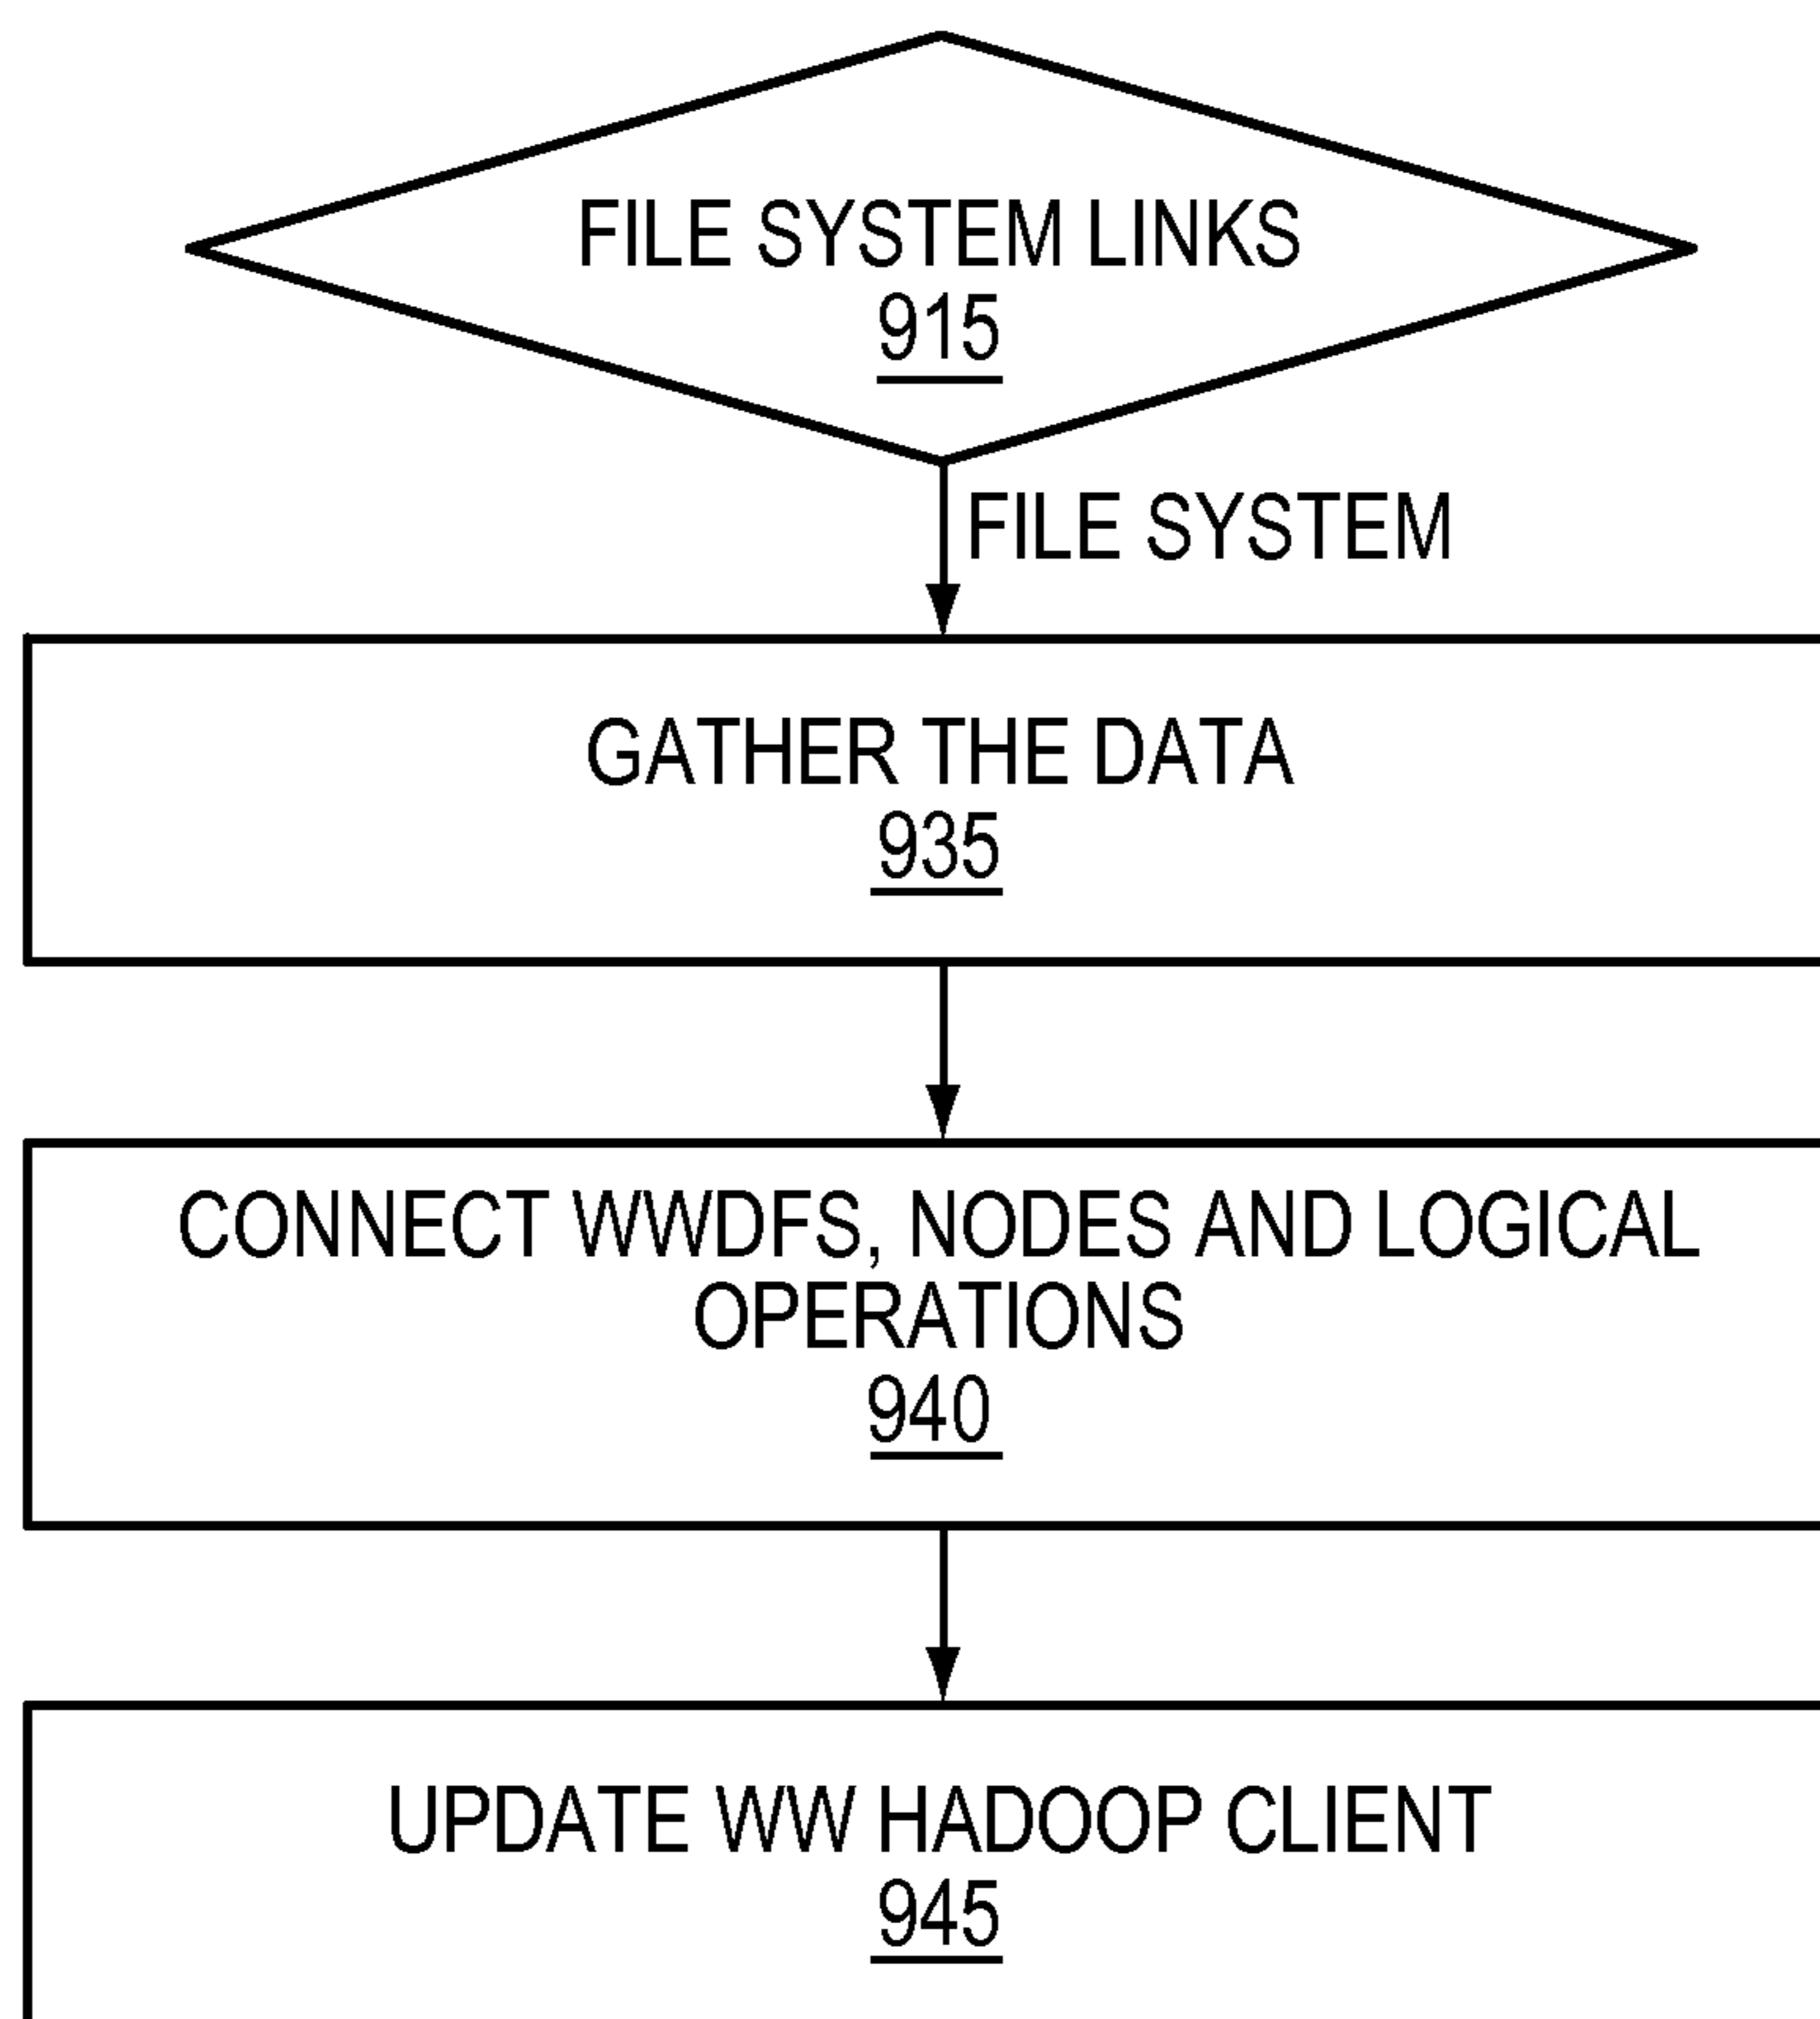 FILE SYSTEM LINKS
915
FILE SYSTEM
GATHER THE DATA
935
CONNECT WWDFS, NODES AND LOGICAL
OPERATIONS
940
UPDATE WW HADOOP CLIENT
945